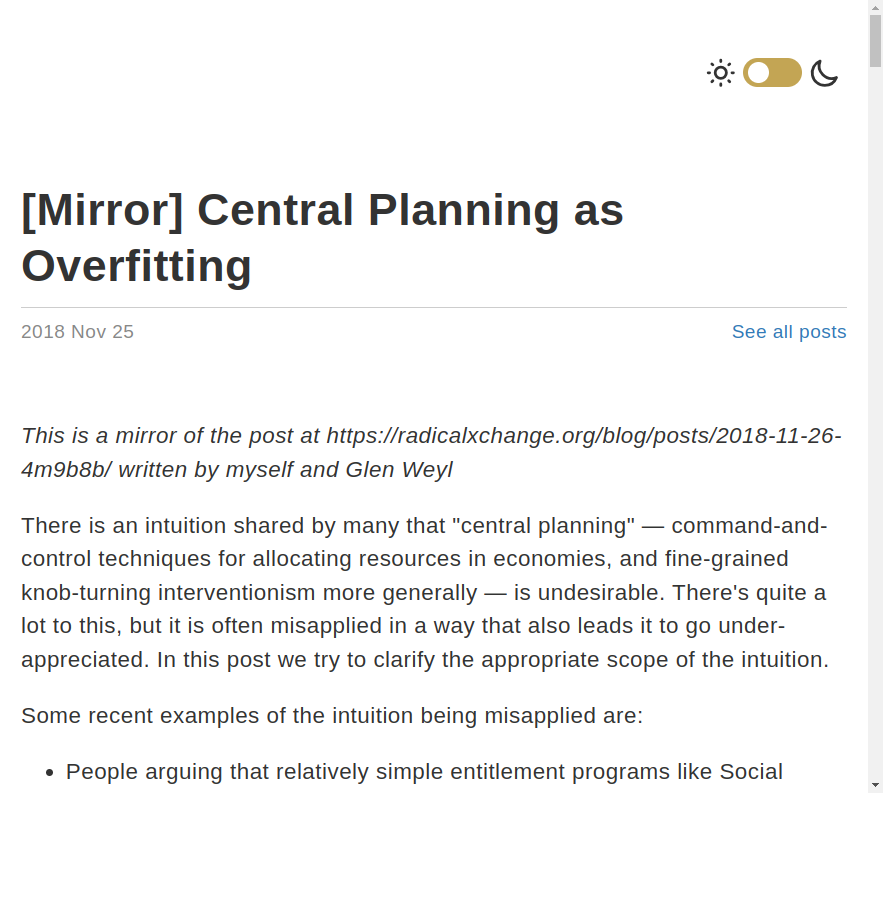 [Mirror] Central Planning as
Overfitting
2018 Nov 25
See all posts
This is a mirror of the post at https://radicalxchange.org/blog/posts/2018-11-26-
4m9b8b/ written by myself and Glen Weyl
There is an intuition shared by many that "central planning" — command-and-
control techniques for allocating resources in economies, and fine-grained
knob-turning interventionism more generally — is undesirable. There's quite a
lot to this, but it is often misapplied in a way that also leads it to go under-
appreciated. In this post we try to clarify the appropriate scope of the intuition.
Some recent examples of the intuition being misapplied are:
• People arguing that relatively simple entitlement programs like Social